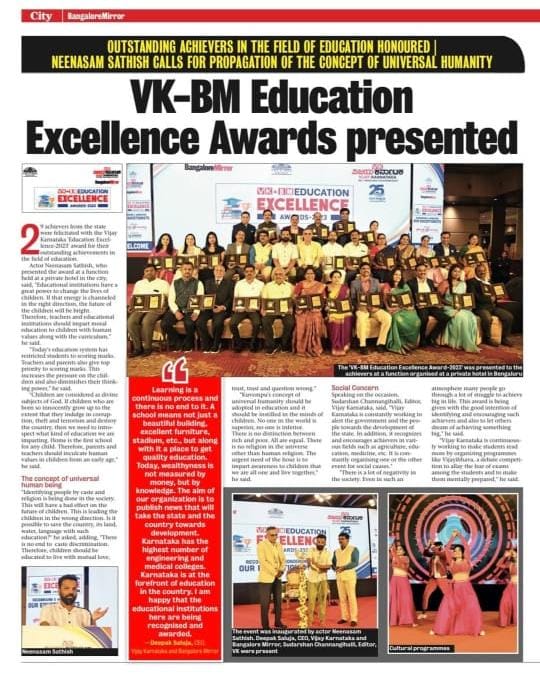 City | BangaloreMirror
OUTSTANDING ACHIEVERS IN THE FIELD OF EDUCATION HONOURED |
NEENASAM SATHISH CALLS FOR PROPAGATION OF THE CONCEPT OF UNIVERSAL HUMANITY
VK-BM Education
Excellence Awards presented
EDUCATION
EXCELLENCE
AWARDS-2023
29 achievers from the state
were felicitated with the Vijay
Karnataka 'Education Excel-
lence-2023' award for their
outstanding achievements in
the field of education.
Actor Neenasam Sathish, who
presented the award at a function
held at a private hotel in the city,
said, "Educational institutions have a
great power to change the lives of
children. If that energy is channeled
in the right direction, the future of
the children will be bright.
Therefore, teachers and educational
institutions should impart moral
education to children with human
values along with the curriculum,"
he said.
"Today's education system has
restricted students to scoring marks.
Teachers and parents also give top
priority to scoring marks. This
increases the pressure on the chil-
dren and also diminishes their think-
ing power," he said.
"Children are considered as divine
subjects of God. If children who are
born so innocently grow up to the
extent that they indulge in corrup-
tion, theft and terrorism and destroy
the country, then we need to intro-
spect what kind of education we are
imparting. Home is the first school
for any child. Therefore, parents and
teachers should inculcate human
values in children from an early age,"
he said.
The concept of universal
human being
"Identifying people by caste and
religion is being done in the society.
This will have a bad effect on the
future of children. This is leading the
children in the wrong direction. Is it
possible to save the country, its land,
water, language with such
education?" he asked, adding, "There
is no end to caste discrimination.
Therefore, children should be
educated to live with mutual love,
Neenasam Sathish
BangaloreMirror
VK-BM EDUCATION
EXCELLENCE
AWARDS-2023
ವಿಜಯ ಕರ್ನಾಟಕ
25
WELCOME
The 'VK-BM Education Excellence Award-2023' was presented to the
achievers at a function organised at a private hotel in Bengaluru
Learning is a
continuous process and
there is no end to it. A
school means not just a
beautiful building,
excellent furniture,
stadium, etc., but along
with it a place to get
quality education.
Today, wealthyness is
not measured by
money, but by
knowledge. The aim of
our organization is to
publish news that will
take the state and the
country towards
development.
Karnataka has the
highest number of
engineering and
medical colleges.
Karnataka is at the
forefront of education
in the country. I am
happy that the
educational institutions
here are being
recognised and
awarded.
—Deepak Saluja, CEO,
Vijay Karnataka and Bangalore Mirror
trust, trust and question wrong."
"Kuvempu's concept of
universal humanity should be
adopted in education and it
should be instilled in the minds of
children. No one in the world is
superior, no one is inferior.
There is no distinction between
rich and poor. All are equal. There
is no religion in the universe
other than human religion. The
urgent need of the hour is to
impart awareness to children that
we are all one and live together,"
he said.
Social Concern
Speaking on the occasion,
Sudarshan Channangihalli, Editor,
Vijay Karnataka, said, "Vijay
Karnataka is constantly working to
alert the government and the peo-
ple towards the development of
the state. In addition, it recognizes
and encourages achievers in vari-
ous fields such as agriculture, edu-
cation, medicine, etc. It is con-
stantly organising one or the other
event for social causes."
"There is a lot of negativity in
the society. Even in such an
atmosphere many people go
through a lot of struggle to achieve
big in life. This award is being
given with the good intention of
identifying and encouraging such
achievers and also to let others
dream of achieving something
big," he said.
"Vijay Karnataka is continuous-
ly working to make students read
more by organising programmes
like VijayBhava, a debate competi-
tion to allay the fear of exams
among the students and to make
them mentally prepared," he said.
EDUCATION
EXCELLENCE
The event was inaugurated by actor Neenasam
Sathish. Deepak Saluja, CEO, Vijay Karnataka and
Bangalore Mirror, Sudarshan Channangihalli, Editor,
VK were present
Cultural programmes